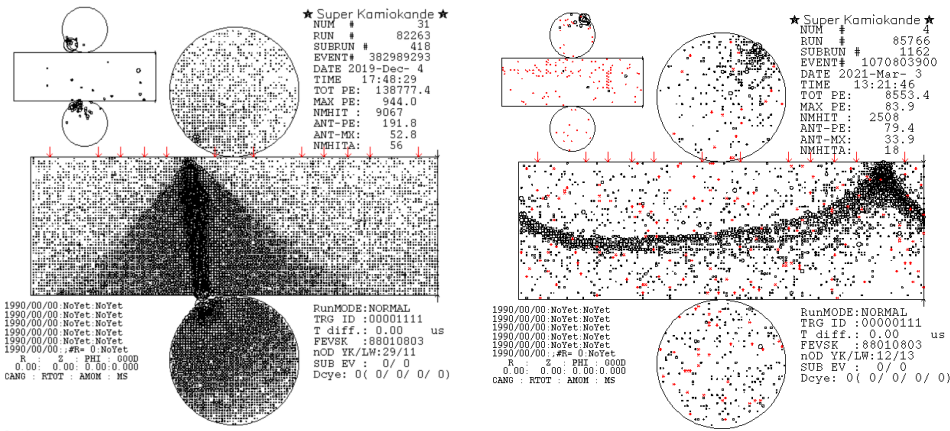 ★ Super Kamiokande ★
NUM # 31
RUN # 82263
SUBRUN # 418
EVENT# 382989293
DATE 2019-Dec- 4
TIME 17:48:29
TOT PE: 138777.4
MAX PE: 944.0
NMHIT : 9067
ANT-PE: 191.8
ANT-MX: 52.8
NMHITA: 56
1990/00/00:NoYet:NoYet
1990/00/00:NoYet:NoYet
1990/00/00:NoYet:NoYet
1990/00/00:NoYet:NoYet
1990/00/00:NoYet:NoYet
1990/00/00:;#R= 0:NoYet
R : Z : PHI : GOOD
0.00: 0.00: 0.00:0.000
CANG : RTOT : AMOM : MS
RunMODE:NORMAL
TRG ID :00001111
T diff.: 0.00 us
FEVSK :88010803
nOD YK/LW:29/11
SUB EV : 0/ 0
Dcye: 0( 0/ 0/ 0/ 0)
★ Super Kamiokande ★
NUM # 4
RUN # 85766
SUBRUN # 1162
EVENT# 1070803900
DATE 2021-Mar- 3
TIME 13:21:46
TOT PE: 8553.4
MAX PE: 83.9
NMHIT : 2508
ANT-PE: 79.4
ANT-MX: 33.9
NMHITA: 18
1990/00/00:NoYet:NoYet
1990/00/00:NoYet:NoYet
1990/00/00:NoYet:NoYet
1990/00/00:NoYet:NoYet
1990/00/00:NoYet:NoYet
1990/00/00:;#R= 0:NoYet
R : Z : PHI : GOOD
0.00: 0.00: 0.00:0.000
CANG : RTOT : AMOM : MS
RunMODE:NORMAL
TRG ID :00000111
T diff.: 0.00 us
FEVSK :88010803
nOD YK/LW:12/13
SUB EV : 0/ 0
Dcye: 0( 0/ 0/ 0/ 0)